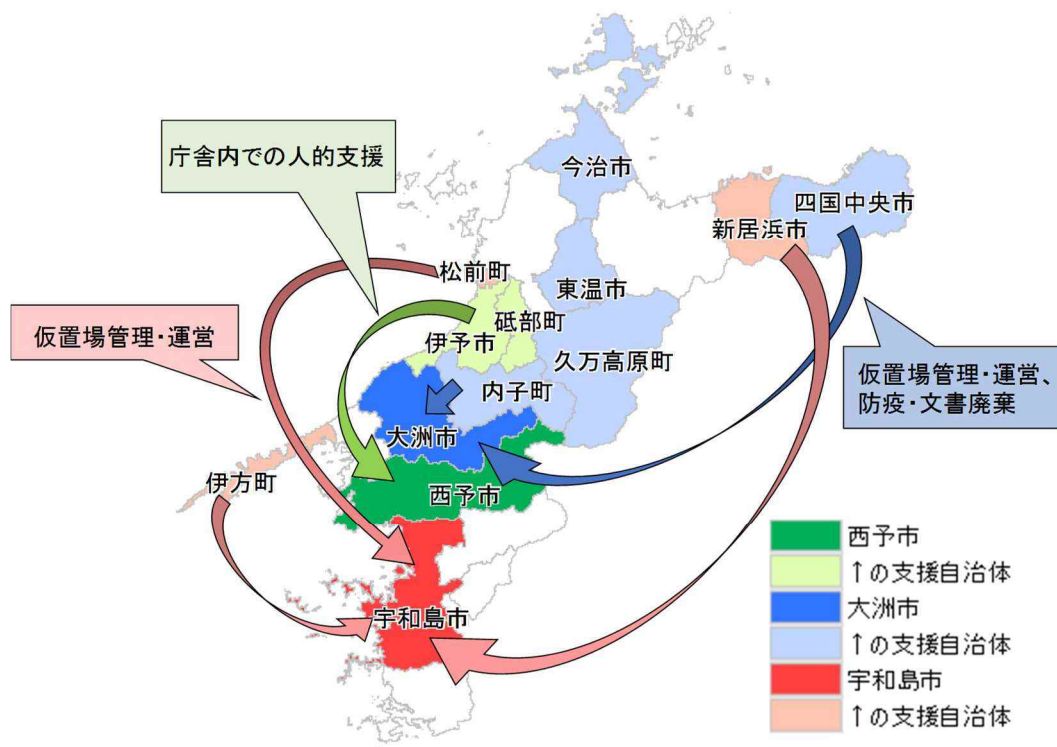 庁舎内での人的支援
今治市
四国中央市
新居浜市
松前町
東温市
砥部町
仮置場管理・運営
伊予市
久万高原町
仮置場管理・運営、
防疫・文書廃棄
内子町
大洲市
伊方町
西予市
宇和島市
西予市
↑の支援自治体
大洲市
↑の支援自治体
宇和島市
↑の支援自治体